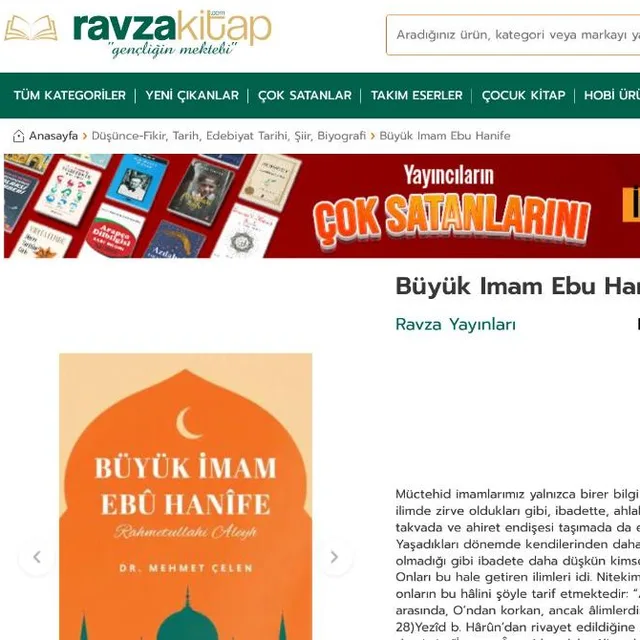 ravzakitap
.com
"gençliğin mektebi"
Aradığınız ürün, kategori veya markayı
TÜM KATEGORİLER
YENİ ÇIKANLAR
ÇOK SATANLAR
TAKIM ESERLER
ÇOCUK KİTAP
HOBİ
Anasayfa
Düşünce-Fikir, Tarih, Edebiyat Tarihi, Şiir, Biyografi
Büyük Imam Ebu Hanife
Yayıncıların
ÇOK SATANLARINI
Büyük Imam Ebu
Ravza Yayınları
BÜYÜK İMAM
EBÛ HANÎFE
Rahmetullahi Aleyh
DR. MEHMET ÇELEN
Müctehid imamlarımız yalnızca birer bilgi
ilimde zirve oldukları gibi, ibadette,
takvada ve ahiret endişesi taşımada da
Yaşadıkları dönemde kendilerinden daha
olmadığı gibi ibadete daha düşkün
Onları bu hale getiren ilimleri idi. Nitekim
onların bu hâlini şöyle tarif etmektedir:
arasında, O'ndan korkan, ancak âlimlerdi
28)Yezîd b. Hârûn'dan rivayet edildiğine